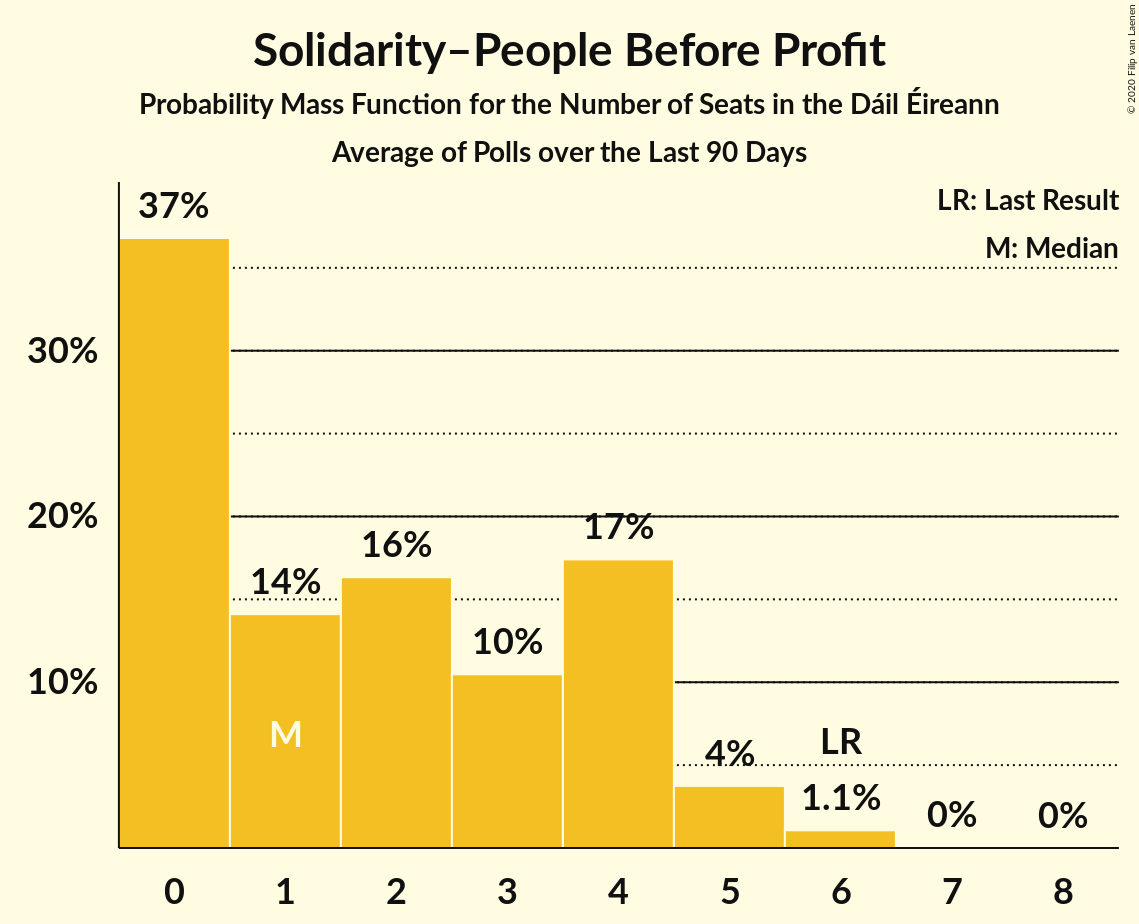 Solidarity–People Before Profit
Probability Mass Function for the Number of Seats in the Dáil Éireann
Average of Polls over the Last 90 Days
© 2020 Filip van Laenen
LR: Last Result
M: Median
37%
30%
20%
17%
16%
14%
10%
10%
M
LR
4%
1.1%
0%
0%
0 1 2 3 4 5 6 7 8